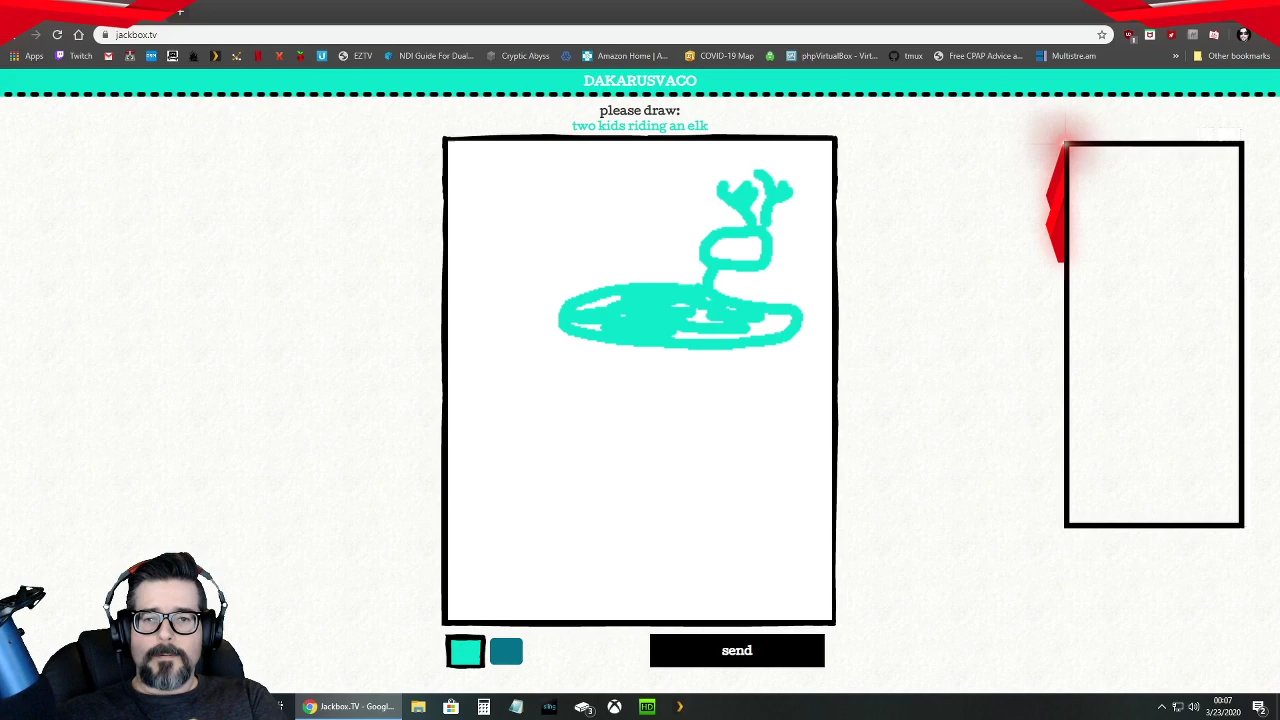 jackbox.tv
Apps Twitch EZTV NDI Guide For Dual... Cryptic Abyss Amazon Home | A... COVID-19 Map phpVirtualBox - Virt... tmux Free CPAP Advice a... Multistre.am » Other bookmarks
DAKARUSVACO
please draw:
two kids riding an elk
send
Jackbox.TV - Googl...
sling
HD
00:07
3/23/2020